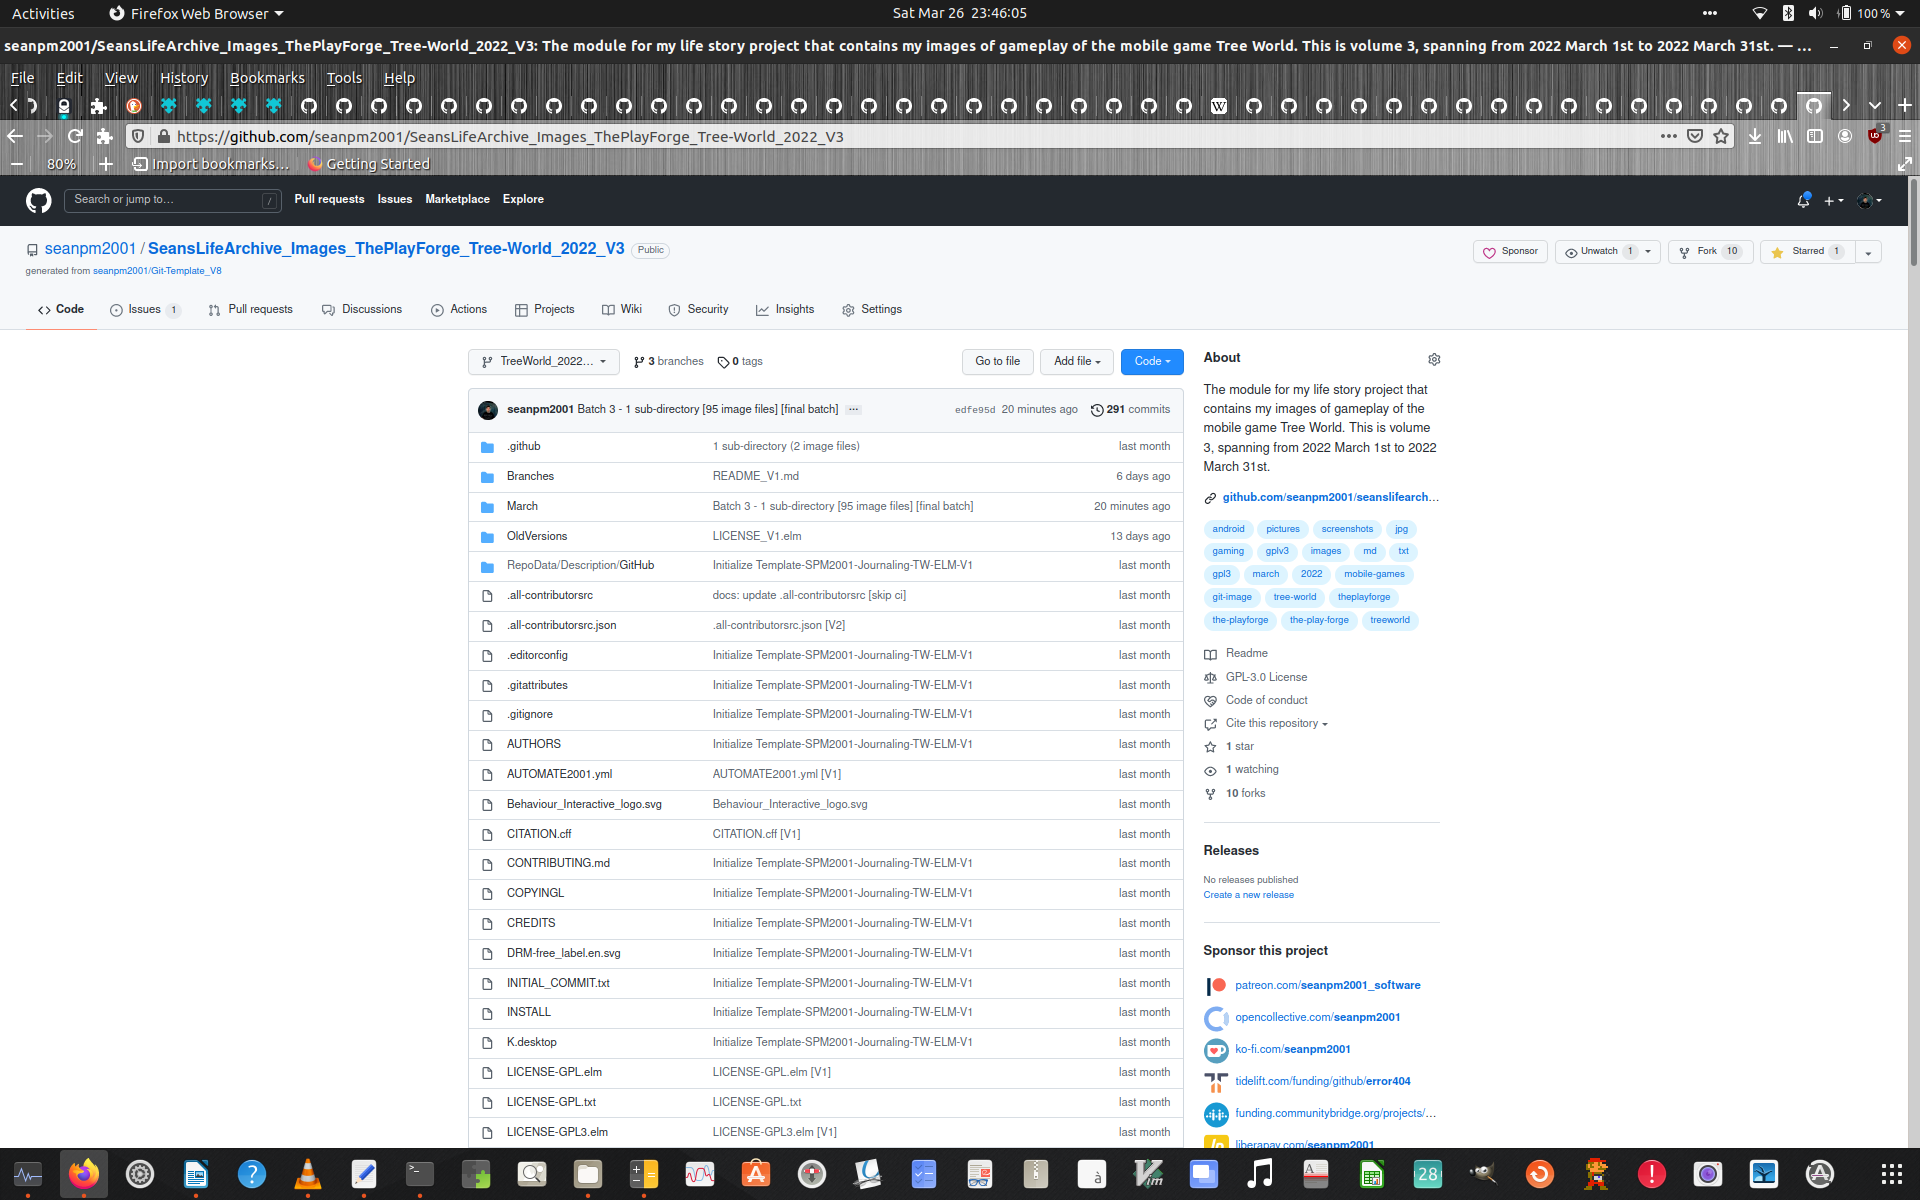 Activities
Firefox Web Browser
Sat Mar 26 23:46:05
100 %
seanpm2001/SeansLifeArchive_Images_ThePlayForge_Tree-World_2022_V3: The module for my life story project that contains my images of gameplay of the mobile game Tree World. This is volume 3, spanning from 2022 March 1st to 2022 March 31st. — …
File Edit View History Bookmarks Tools Help
https://github.com/seanpm2001/SeansLifeArchive_Images_ThePlayForge_Tree-World_2022_V3
3
80%
Import bookmarks…
Getting Started
Search or jump to…
/
Pull requests Issues Marketplace Explore
seanpm2001 / SeansLifeArchive_Images_ThePlayForge_Tree-World_2022_V3 Public
generated from seanpm2001/Git-Template_V8
Sponsor
Unwatch 1
Fork 10
Starred 1
Code
Issues 1
Pull requests
Discussions
Actions
Projects
Wiki
Security
Insights
Settings
TreeWorld_2022…
3 branches
0 tags
Go to file
Add file
Code
seanpm2001 Batch 3 - 1 sub-directory [95 image files] [final batch] …
edfe95d 20 minutes ago 291 commits
.github 1 sub-directory (2 image files) last month
Branches README_V1.md 6 days ago
March Batch 3 - 1 sub-directory [95 image files] [final batch] 20 minutes ago
OldVersions LICENSE_V1.elm 13 days ago
RepoData/Description/GitHub Initialize Template-SPM2001-Journaling-TW-ELM-V1 last month
.all-contributorsrc docs: update .all-contributorsrc [skip ci] last month
.all-contributorsrc.json .all-contributorsrc.json [V2] last month
.editorconfig Initialize Template-SPM2001-Journaling-TW-ELM-V1 last month
.gitattributes Initialize Template-SPM2001-Journaling-TW-ELM-V1 last month
.gitignore Initialize Template-SPM2001-Journaling-TW-ELM-V1 last month
AUTHORS Initialize Template-SPM2001-Journaling-TW-ELM-V1 last month
AUTOMATE2001.yml AUTOMATE2001.yml [V1] last month
Behaviour_Interactive_logo.svg Behaviour_Interactive_logo.svg last month
CITATION.cff CITATION.cff [V1] last month
CONTRIBUTING.md Initialize Template-SPM2001-Journaling-TW-ELM-V1 last month
COPYINGL Initialize Template-SPM2001-Journaling-TW-ELM-V1 last month
CREDITS Initialize Template-SPM2001-Journaling-TW-ELM-V1 last month
DRM-free_label.en.svg Initialize Template-SPM2001-Journaling-TW-ELM-V1 last month
INITIAL_COMMIT.txt Initialize Template-SPM2001-Journaling-TW-ELM-V1 last month
INSTALL Initialize Template-SPM2001-Journaling-TW-ELM-V1 last month
K.desktop Initialize Template-SPM2001-Journaling-TW-ELM-V1 last month
LICENSE-GPL.elm LICENSE-GPL.elm [V1] last month
LICENSE-GPL.txt LICENSE-GPL.txt last month
LICENSE-GPL3.elm LICENSE-GPL3.elm [V1] last month
About
The module for my life story project that
contains my images of gameplay of the
mobile game Tree World. This is volume
3, spanning from 2022 March 1st to 2022
March 31st.
github.com/seanpm2001/seanslifearch…
android pictures screenshots jpg
gaming gplv3 images md txt
gpl3 march 2022 mobile-games
git-image tree-world theplayforge
the-playforge the-play-forge treeworld
Readme
GPL-3.0 License
Code of conduct
Cite this repository
1 star
1 watching
10 forks
Releases
No releases published
Create a new release
Sponsor this project
patreon.com/seanpm2001_software
opencollective.com/seanpm2001
ko-fi.com/seanpm2001
tidelift.com/funding/github/error404
funding.communitybridge.org/projects/…
liberapay.com/seanpm2001
28